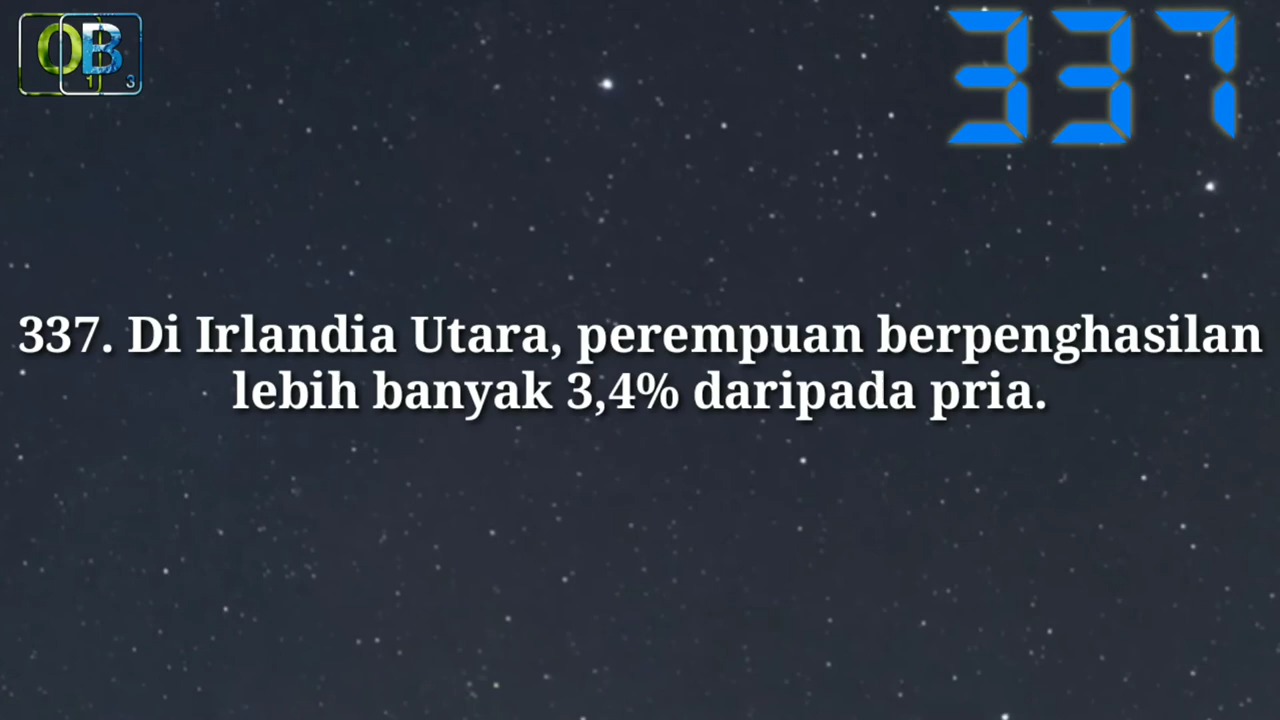 OB
1 3
337
337. Di Irlandia Utara, perempuan berpenghasilan
lebih banyak 3,4% daripada pria.